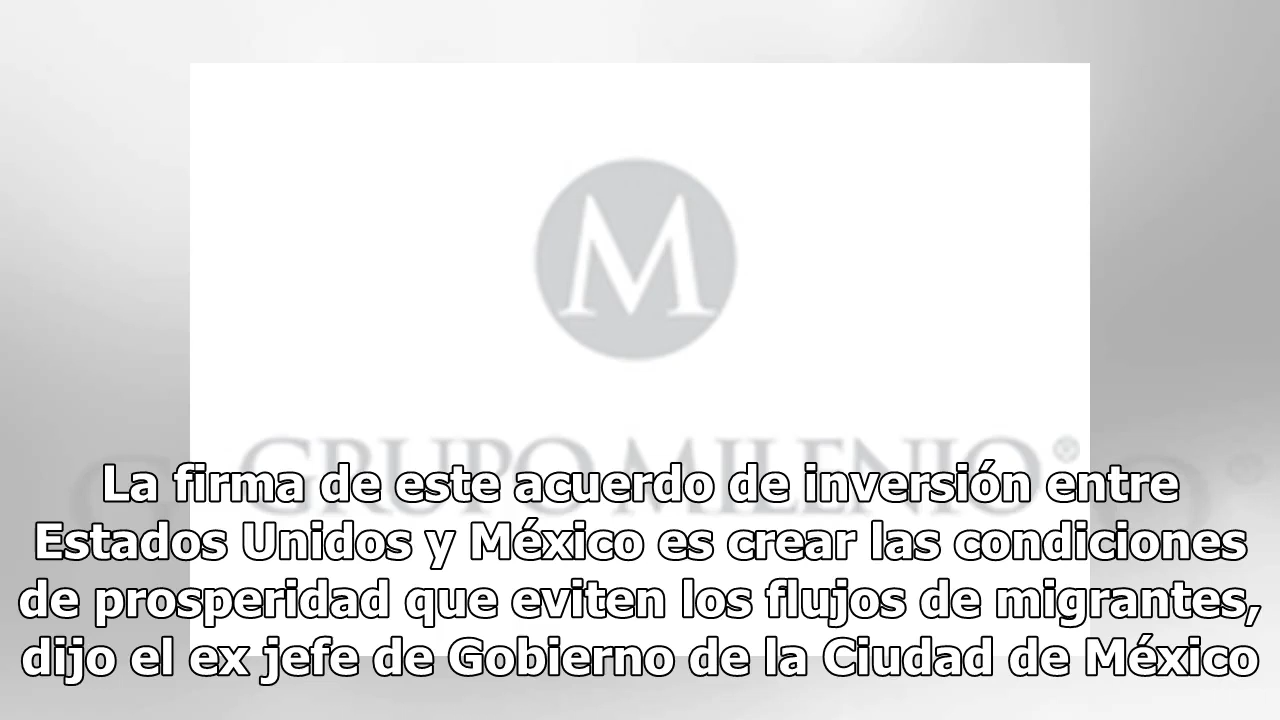 M
GRUPO MILENIO®
La firma de este acuerdo de inversión entre
Estados Unidos y México es crear las condiciones
de prosperidad que eviten los flujos de migrantes,
dijo el ex jefe de Gobierno de la Ciudad de México